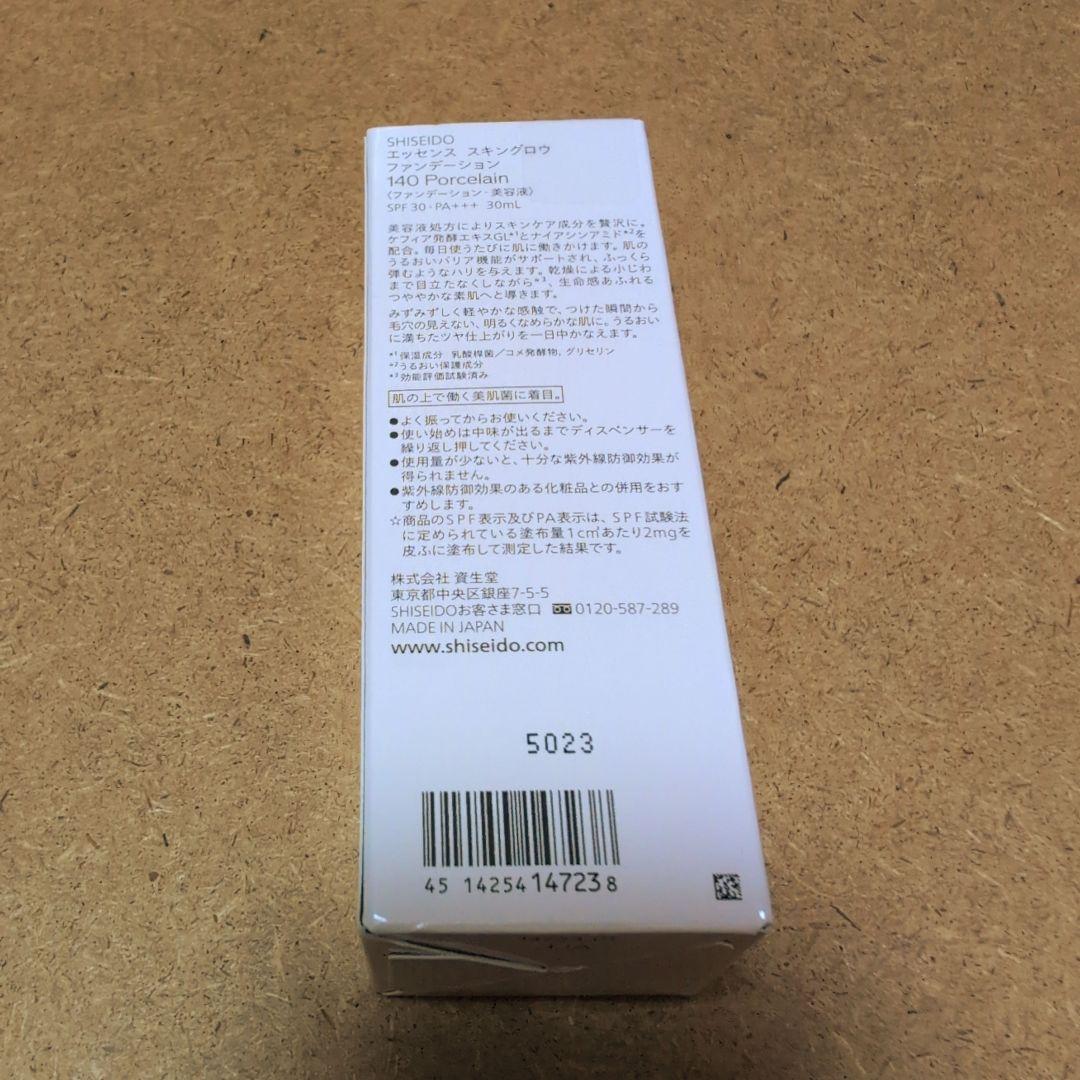 SHISEIDO
エッセンス スキングロウ
ファンデーション
140 Porcelain
〈ファンデーション・美容液〉
SPF 30・PA+++ 30mL
美容液処方によりスキンケア成分を贅沢に。
ケフィア発酵エキスGL*1とナイアシンアミド*2を
配合。毎日使うたびに肌に働きかけます。肌の
うるおいバリア機能がサポートされ、ふっくら
弾むようなハリを与えます。乾燥による小じわ
まで目立たなくしながら*3、生命感あふれる
つややかな素肌へと導きます。
みずみずしく軽やかな感触で、つけた瞬間から
毛穴の見えない、明るくなめらかな肌に。うるおい
に満ちたツヤ仕上がりを一日中かなえます。
*1保湿成分 乳酸桿菌/コメ発酵物,グリセリン
*2うるおい保護成分
*3効能評価試験済み
肌の上で働く美肌菌に着目。
●よく振ってからお使いください。
●使い始めは中味が出るまでディスペンサーを
繰り返し押してください。
●使用量が少ないと、十分な紫外線防御効果が
得られません。
●紫外線防御効果のある化粧品との併用をおす
すめします。
☆商品のSPF表示及びPA表示は、SPF試験法
に定められている塗布量1c㎡あたり2mgを
皮ふに塗布して測定した結果です。
株式会社 資生堂
東京都中央区銀座7-5-5
SHISEIDOお客さま窓口 0120-587-289
MADE IN JAPAN
www.shiseido.com
5023
45 14254 14723 8